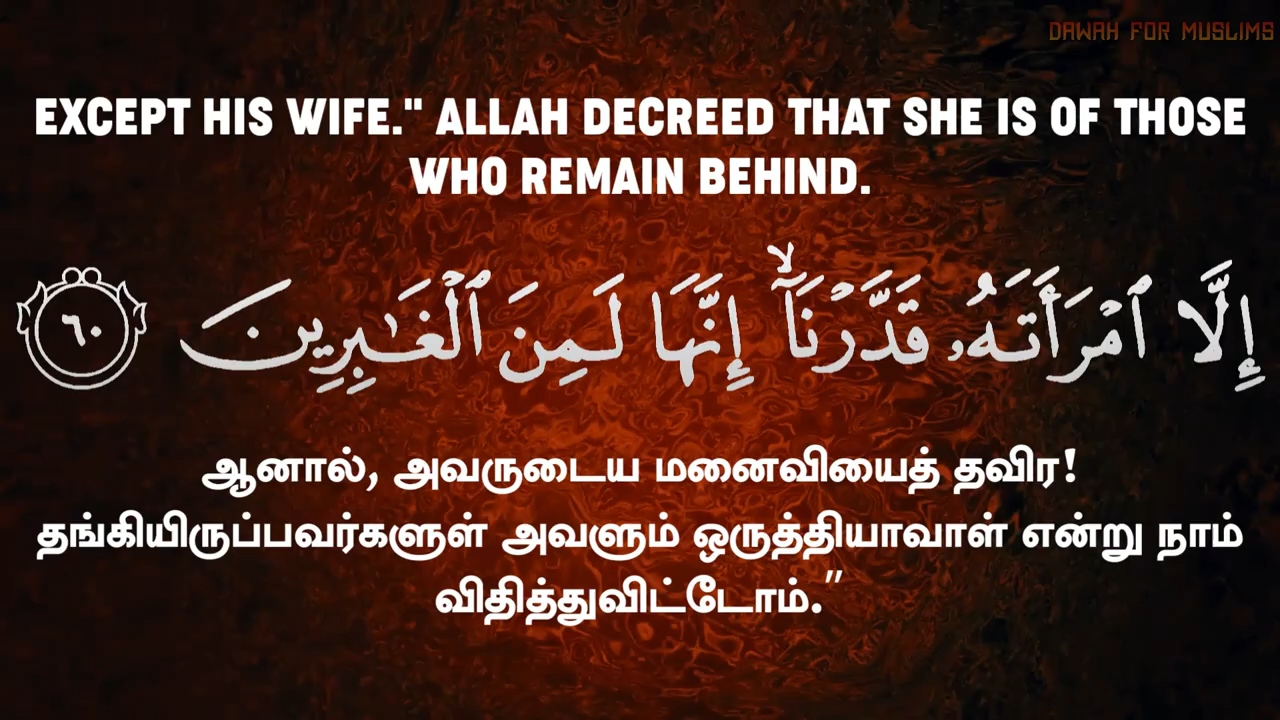 DAWAH FOR MUSLIMS
EXCEPT HIS WIFE." ALLAH DECREED THAT SHE IS OF THOSE
WHO REMAIN BEHIND.
إِلَّا ٱمْرَأَتَهُۥ قَدَّرْنَآ ۙ إِنَّهَا لَمِنَ ٱلْغَـٰبِرِينَ ٦٠
ஆனால், அவருடைய மனைவியைத் தவிர!
தங்கியிருப்பவர்களுள் அவளும் ஒருத்தியாவாள் என்று நாம்
விதித்துவிட்டோம்.”